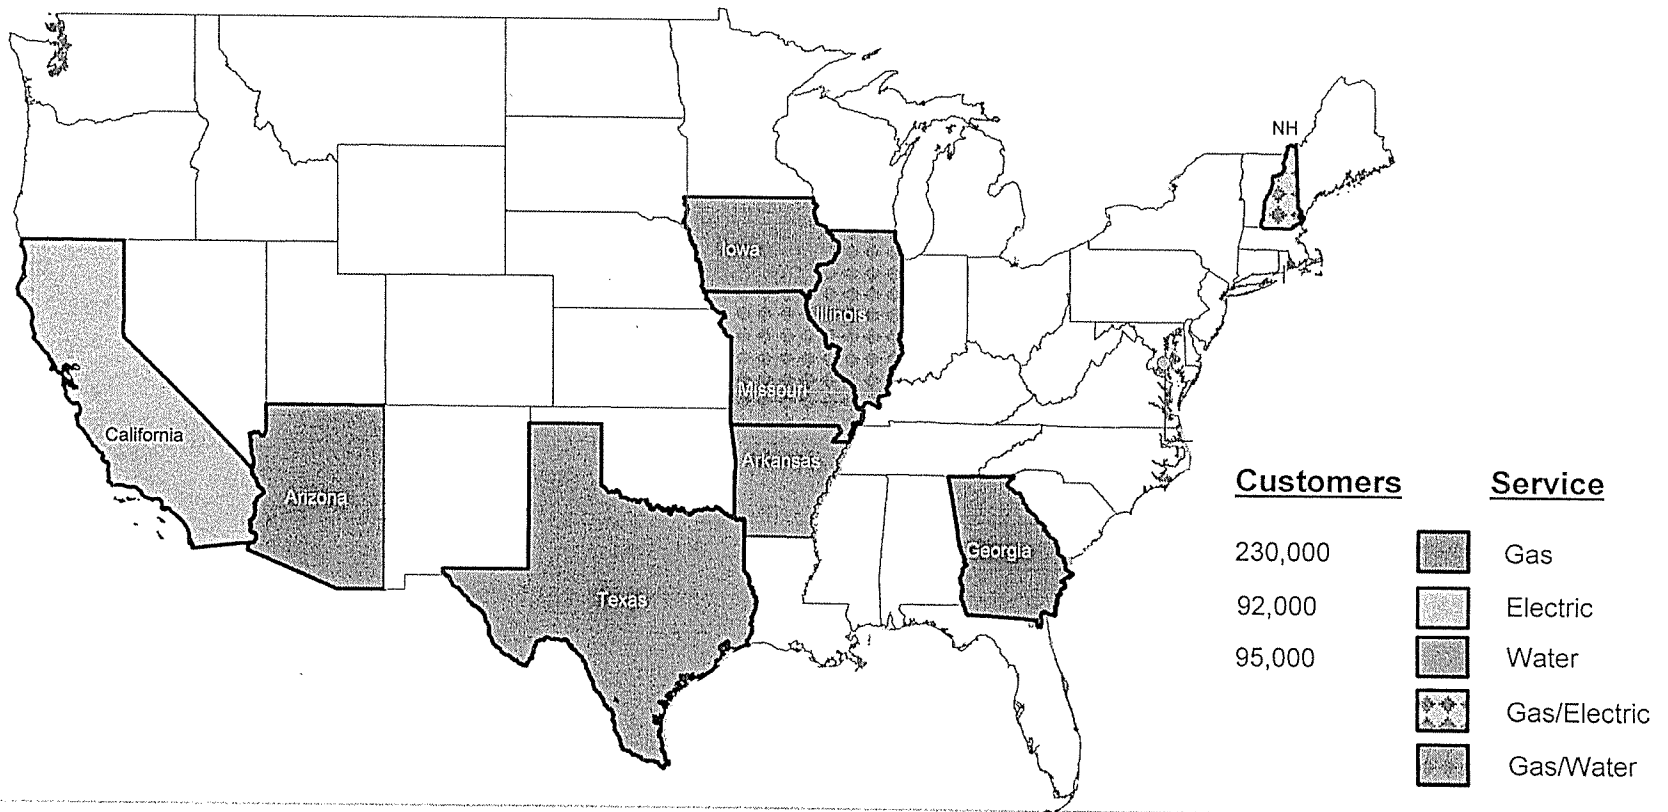 NH
Iowa
Illinois
Missouri
California
Arkansas
Arizona
Georgia
Texas
Customers Service
230,000 Gas
92,000 Electric
95,000 Water
Gas/Electric
Gas/Water